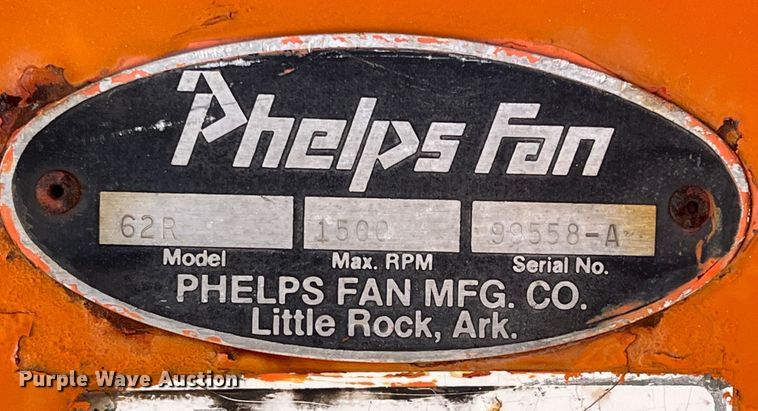 Phelps Fan
62R 1500 99558-A
Model Max. RPM Serial No.
PHELPS FAN MFG. CO.
Little Rock, Ark.
Purple Wave Auction